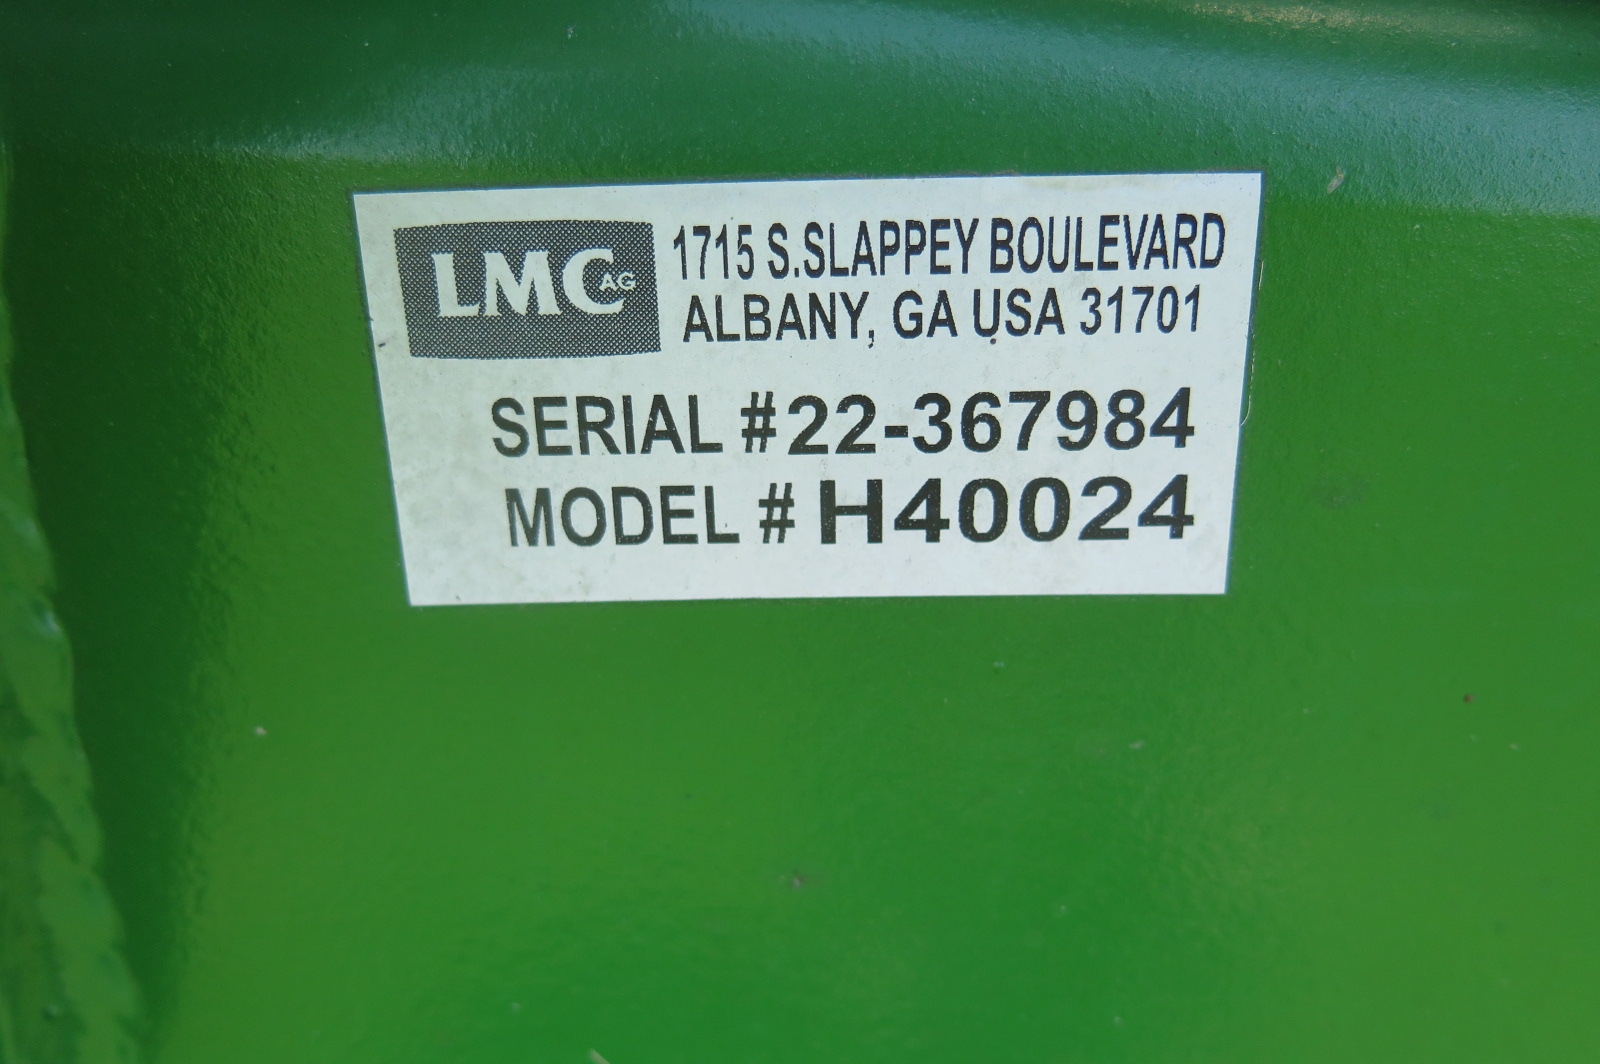 LMC AG
1715 S.SLAPPEY BOULEVARD
ALBANY, GA USA 31701
SERIAL #22-367984
MODEL # H40024